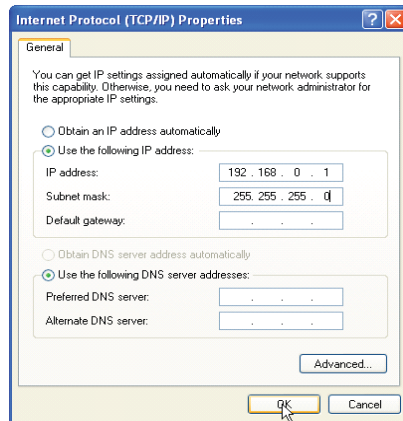 Internet Protocol (TCP/IP) Properties
General
You can get IP settings assigned automatically if your network supports
this capability. Otherwise, you need to ask your network administrator for
the appropriate IP settings.
Obtain an IP address automatically
Use the following IP address:
IP address: 192 . 168 . 0 . 1
Subnet mask: 255. 255. 255 . 0
Default gateway: . . .
Obtain DNS server address automatically
Use the following DNS server addresses:
Preferred DNS server: . . .
Alternate DNS server: . . .
Advanced...
OK Cancel